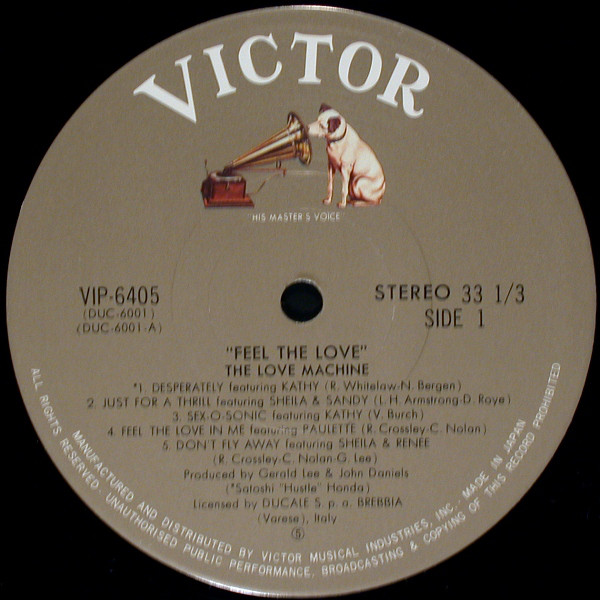 VICTOR
HIS MASTER'S VOICE
VIP-6405
(DUC-6001)
(DUC-6001-A)
STEREO 33 1/3
SIDE 1
"FEEL THE LOVE"
THE LOVE MACHINE
*1. DESPERATELY featuring KATHY (R. Whitelaw-N. Bergen)
2. JUST FOR A THRILL featuring SHEILA & SANDY (L. H. Armstrong-D. Raye)
3. SEX-O-SONIC featuring KATHY (V. Burch)
4. FEEL THE LOVE IN ME featuring PAULETTE (R. Crossley-C. Nolan)
5. DON'T FLY AWAY featuring SHEILA & RENEE
(R. Crossley-C. Nolan-G. Lee)
Produced by Gerald Lee & John Daniels
(*Satoshi "Hustle" Honda)
Licensed by DUCALE S. p. a. BREBBIA
(Varese), Italy
S
MANUFACTURED AND DISTRIBUTED BY VICTOR MUSICAL INDUSTRIES, INC. MADE IN JAPAN
ALL RIGHTS RESERVED. UNAUTHORISED PUBLIC PERFORMANCE, BROADCASTING & COPYING OF THIS RECORD PROHIBITED